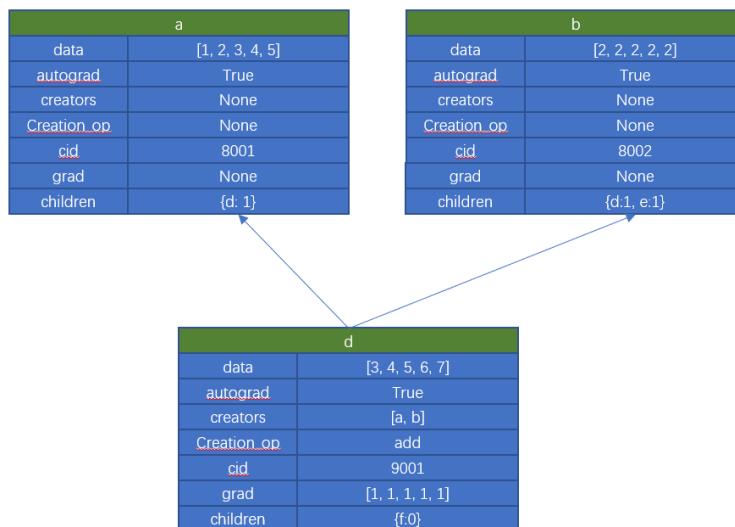 a
data [1, 2, 3, 4, 5]
autograd True
creators None
Creation_op None
cid 8001
grad None
children {d: 1}
b
data [2, 2, 2, 2, 2]
autograd True
creators None
Creation_op None
cid 8002
grad None
children {d:1, e:1}
d
data [3, 4, 5, 6, 7]
autograd True
creators [a, b]
Creation_op add
cid 9001
grad [1, 1, 1, 1, 1]
children {f:0}